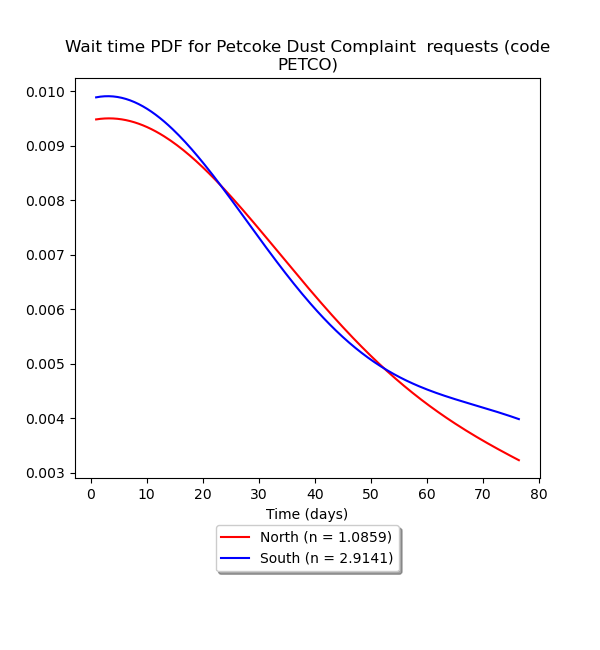 Wait time PDF for Petcoke Dust Complaint  requests (code
PETCO)
0.010
0.009
0.008
0.007
0.006
0.005
0.004
0.003
0 10 20 30 40 50 60 70 80
Time (days)
North (n = 1.0859)
South (n = 2.9141)